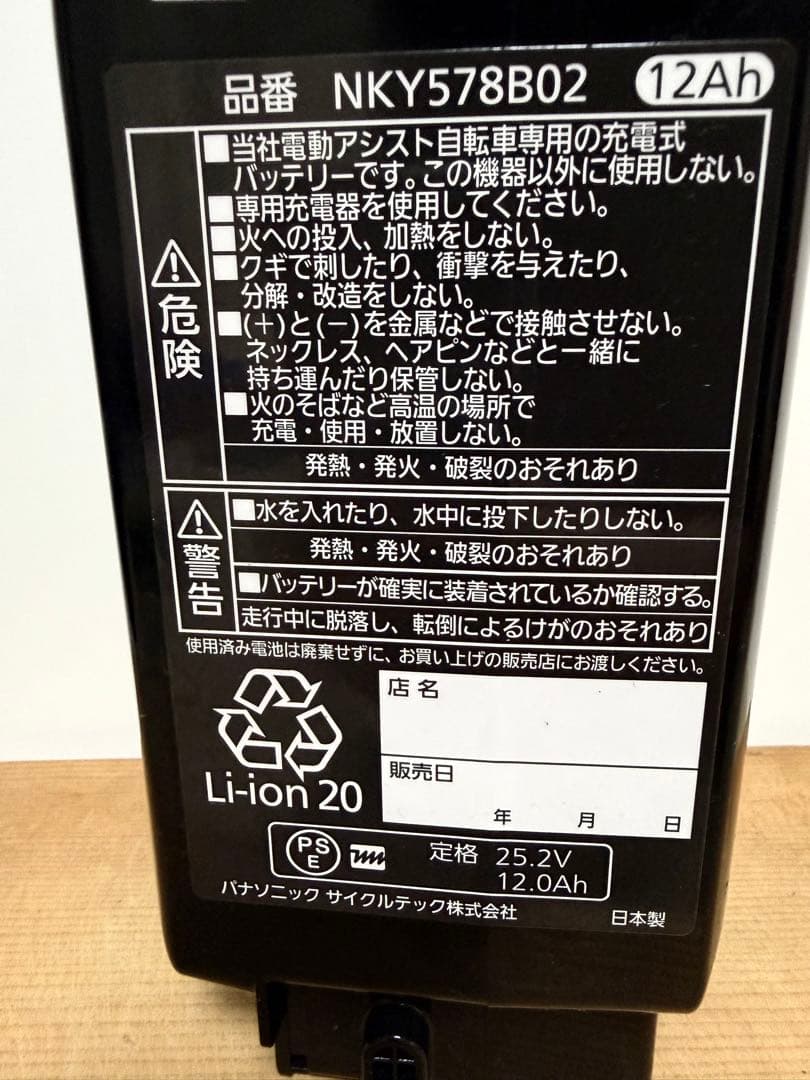 品番 NKY578B02 12Ah
危険
■当社電動アシスト自転車専用の充電式
バッテリーです。この機器以外に使用しない。
■専用充電器を使用してください。
■火への投入、加熱をしない。
■クギで刺したり、衝撃を与えたり、
分解・改造をしない。
■(+)と(−)を金属などで接触させない。
ネックレス、ヘアピンなどと一緒に
持ち運んだり保管しない。
■火のそばなど高温の場所で
充電・使用・放置しない。
発熱・発火・破裂のおそれあり
警告
■水を入れたり、水中に投下したりしない。
発熱・発火・破裂のおそれあり
■バッテリーが確実に装着されているか確認する。
走行中に脱落し、転倒によるけがのおそれあり
使用済み電池は廃棄せずに、お買い上げの販売店にお渡しください。
Li-ion 20
店名
販売日
年 月 日
PSE 定格 25.2V
12.0Ah
パナソニック サイクルテック株式会社
日本製